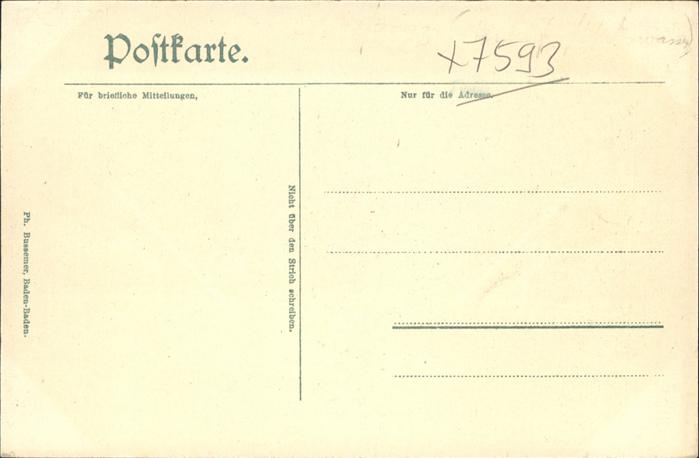 Postkarte.
x7593
Für briefliche Mitteilungen,
Nur für die Adresse.
Nicht über den Strich schreiben.
Ph. Bussemer, Baden-Baden.